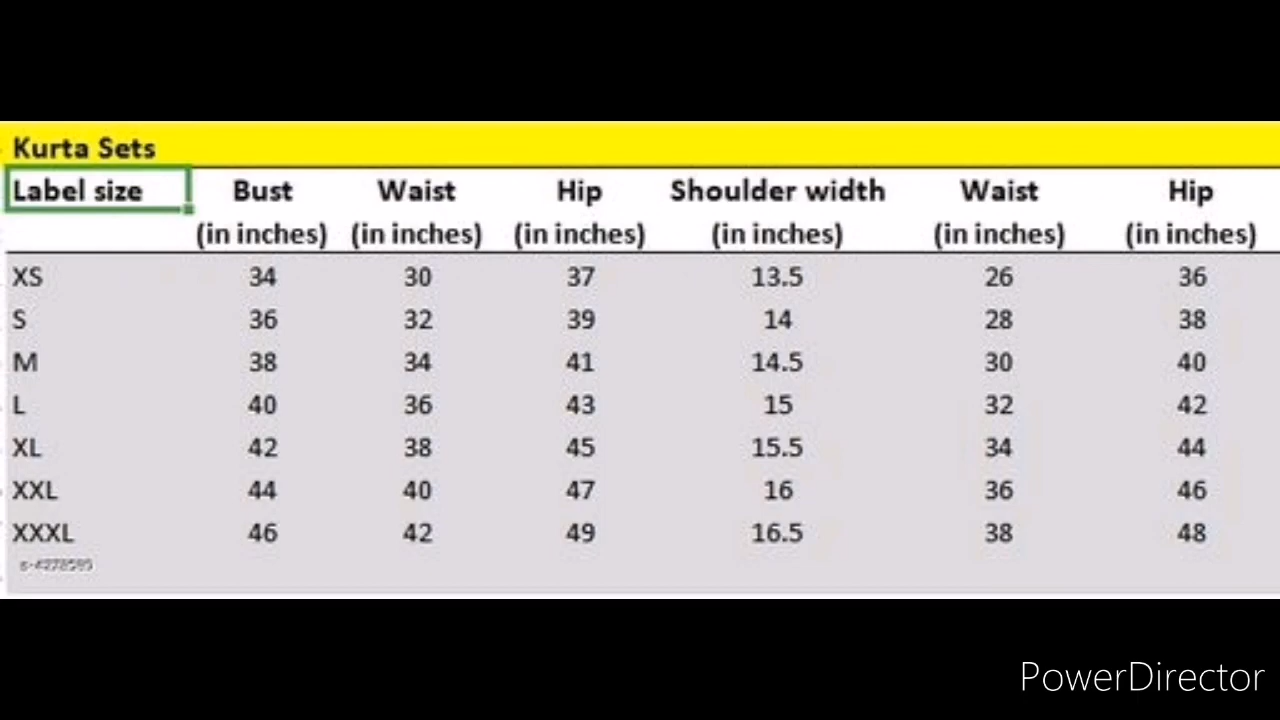 Kurta Sets
Label size Bust Waist Hip Shoulder width Waist Hip
(in inches) (in inches) (in inches) (in inches) (in inches) (in inches)
XS 34 30 37 13.5 26 36
S 36 32 39 14 28 38
M 38 34 41 14.5 30 40
L 40 36 43 15 32 42
XL 42 38 45 15.5 34 44
XXL 44 40 47 16 36 46
XXXL 46 42 49 16.5 38 48
PowerDirector